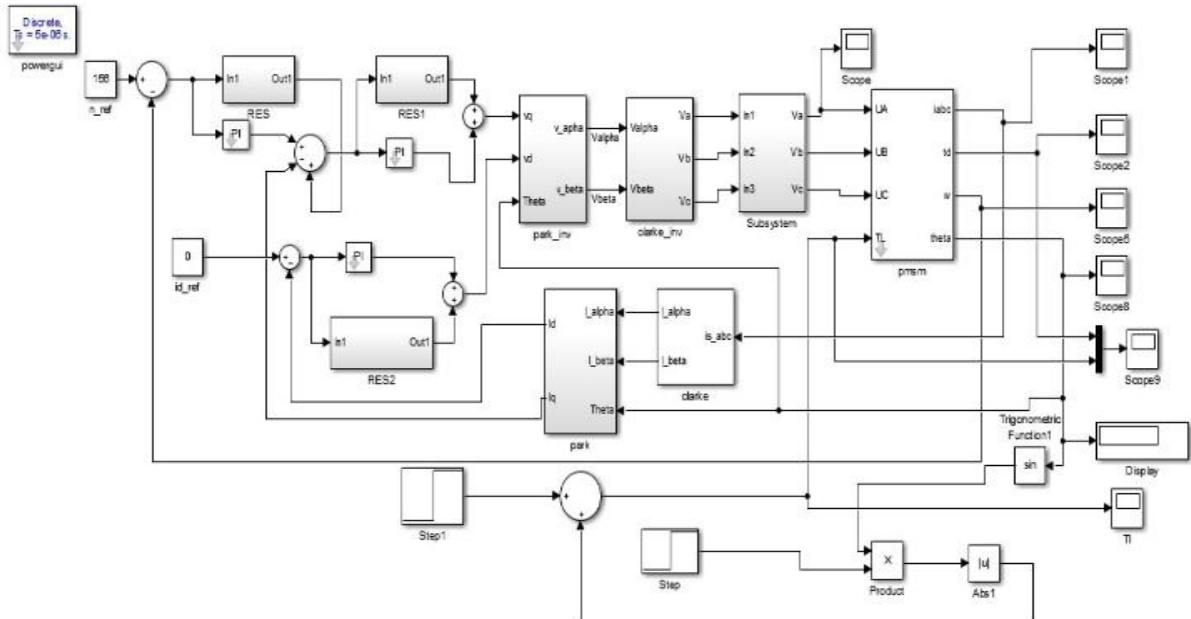 Discrete,
Ts = 5e-06 s.
powergui
156
n_ref
In1 Out1
RES
PI
In1 Out1
RES1
PI
0
id_ref
PI
In1 Out1
RES2
vq
vd
Theta
v_apha
v_beta
park_inv
Valpha
Vbeta
Valpha
Vbeta
Va
Vb
Vc
clarke_inv
In1
In2
In3
Va
Vb
Vc
Subsystem
Scope
UA
UB
UC
TL
iabc
td
w
theta
pmsm
Scope1
Scope2
Scope6
Scope8
Scope9
Id
Iq
I_alpha
I_beta
Theta
park
I_alpha
I_beta
is_abc
clarke
Trigonometric
Function1
sin
Display
Tl
Step1
Step
X
Product
|u|
Abs1